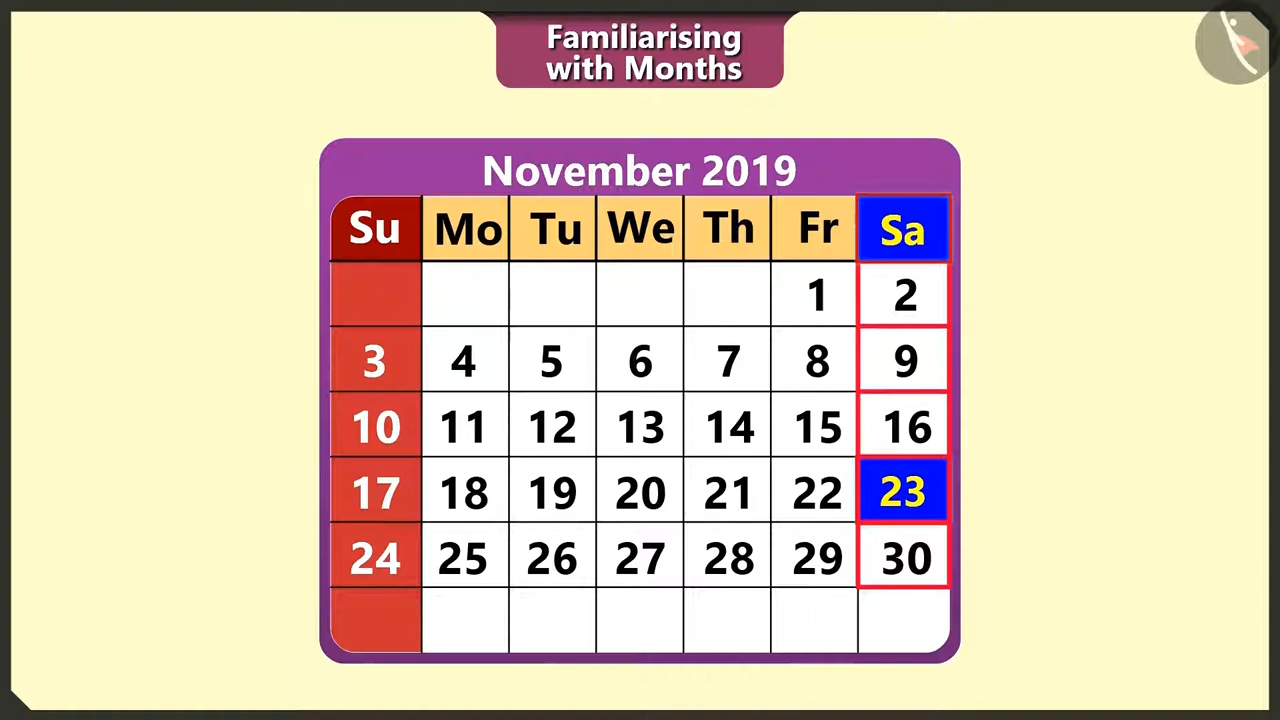 Familiarising
with Months
November 2019
Su Mo Tu We Th Fr Sa
1 2
3 4 5 6 7 8 9
10 11 12 13 14 15 16
17 18 19 20 21 22 23
24 25 26 27 28 29 30